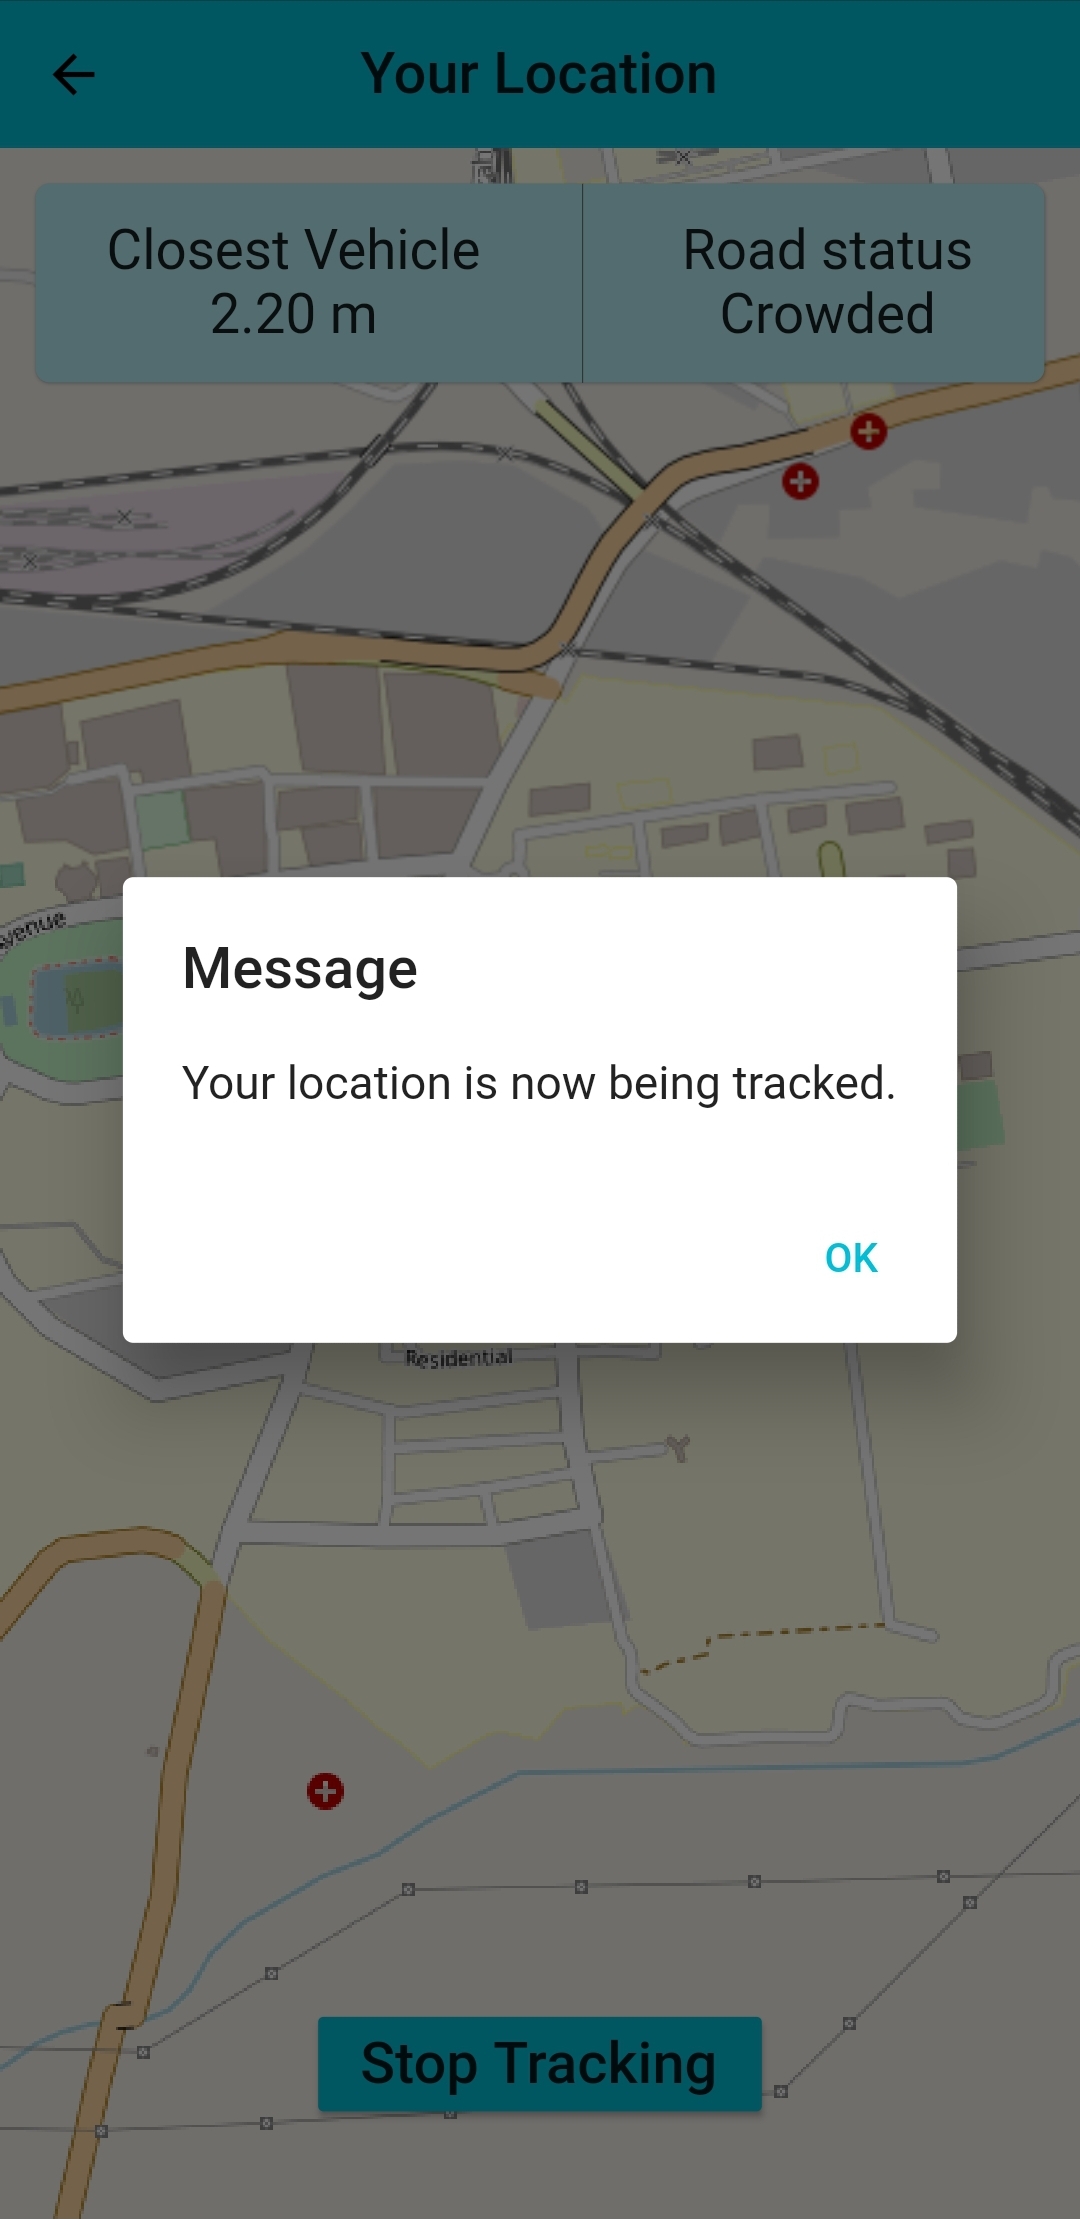 Your Location
Closest Vehicle
2.20 m
Road status
Crowded
Message
Your location is now being tracked.
OK
Residential
Stop Tracking